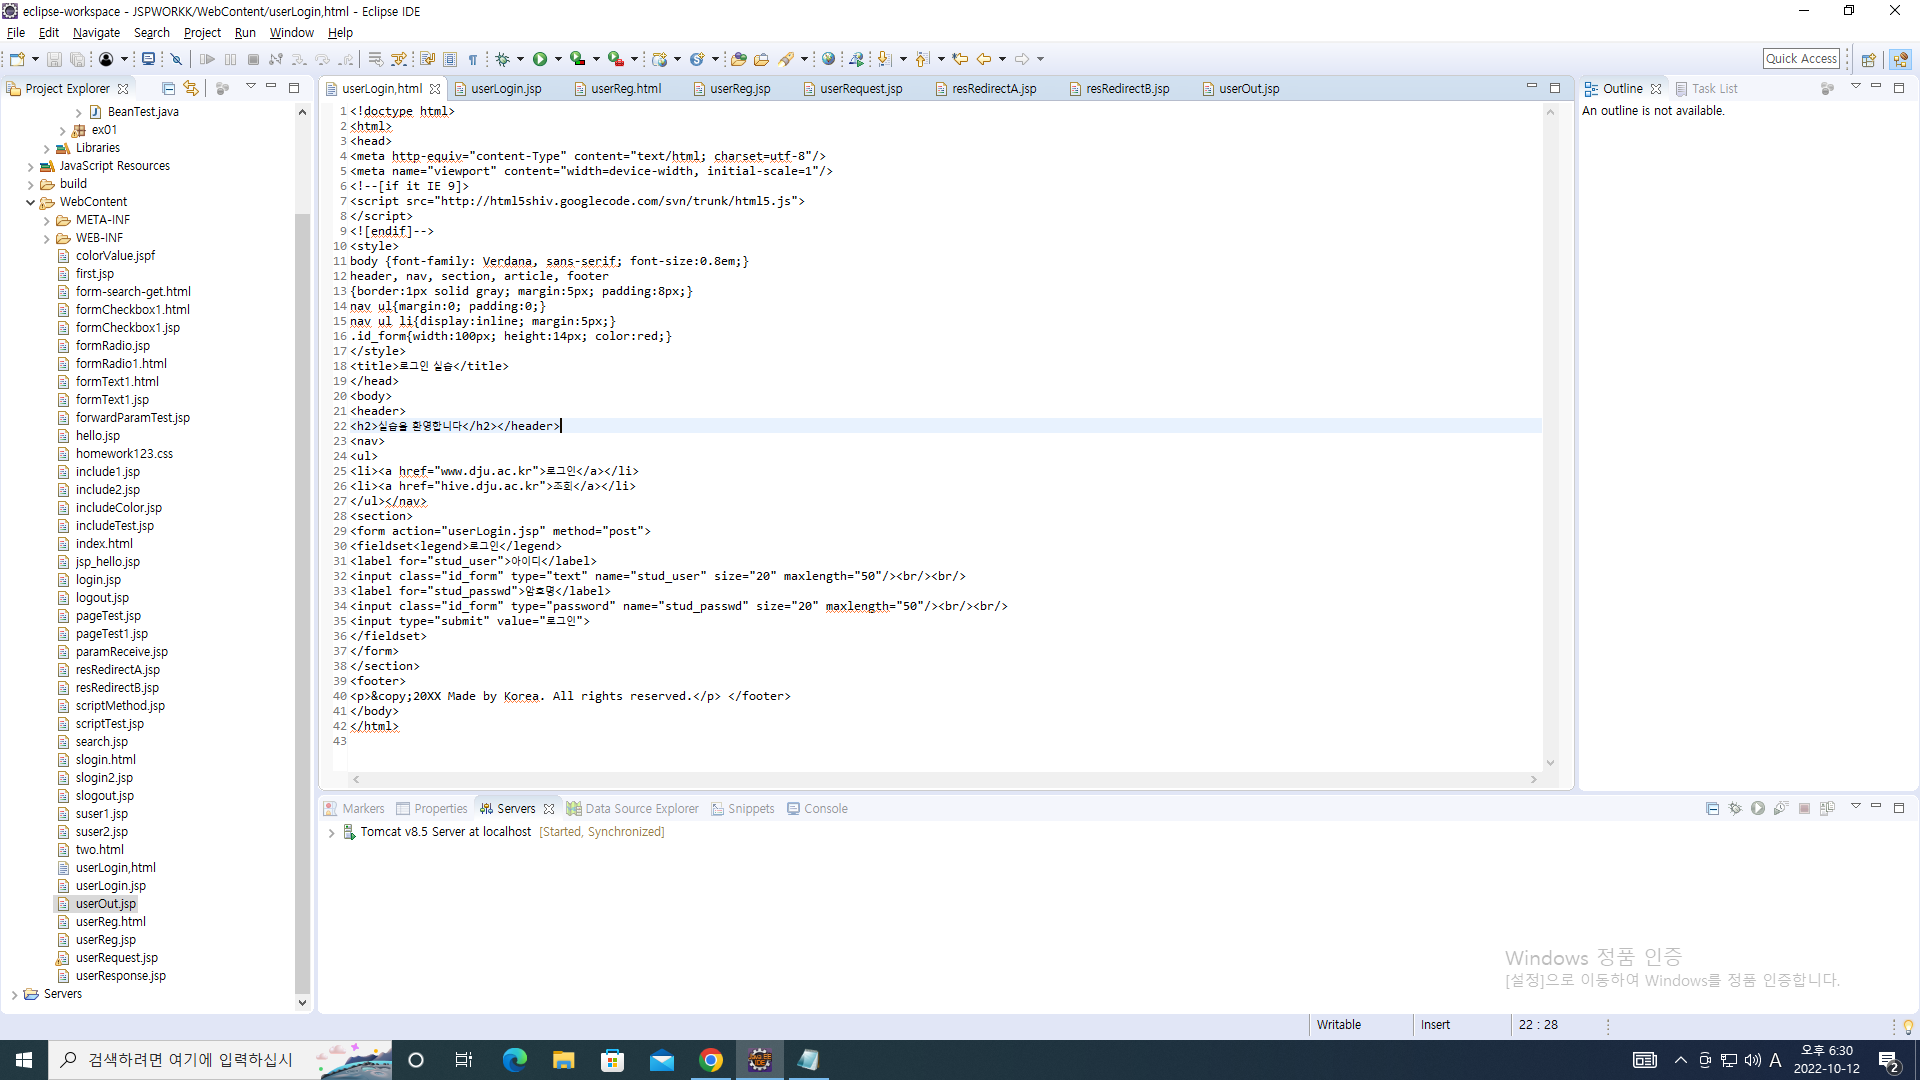 eclipse-workspace - JSPWORKK/WebContent/userLogin,html - Eclipse IDE
File Edit Navigate Search Project Run Window Help
Quick Access
Project Explorer
BeanTest.java
ex01
Libraries
JavaScript Resources
build
WebContent
META-INF
WEB-INF
colorValue.jspf
first.jsp
form-search-get.html
formCheckbox1.html
formCheckbox1.jsp
formRadio.jsp
formRadio1.html
formText1.html
formText1.jsp
forwardParamTest.jsp
hello.jsp
homework123.css
include1.jsp
include2.jsp
includeColor.jsp
includeTest.jsp
index.html
jsp_hello.jsp
login.jsp
logout.jsp
pageTest.jsp
pageTest1.jsp
paramReceive.jsp
resRedirectA.jsp
resRedirectB.jsp
scriptMethod.jsp
scriptTest.jsp
search.jsp
slogin.html
slogin2.jsp
slogout.jsp
suser1.jsp
suser2.jsp
two.html
userLogin,html
userLogin.jsp
userOut.jsp
userReg.html
userReg.jsp
userRequest.jsp
userResponse.jsp
Servers
userLogin,html userLogin.jsp userReg.html userReg.jsp userRequest.jsp resRedirectA.jsp resRedirectB.jsp userOut.jsp
1 <!doctype html>
2 <html>
3 <head>
4 <meta http-equiv="content-Type" content="text/html; charset=utf-8"/>
5 <meta name="viewport" content="width=device-width, initial-scale=1"/>
6 <!--[if it IE 9]>
7 <script src="http://html5shiv.googlecode.com/svn/trunk/html5.js">
8 </script>
9 <![endif]-->
10 <style>
11 body {font-family: Verdana, sans-serif; font-size:0.8em;}
12 header, nav, section, article, footer
13 {border:1px solid gray; margin:5px; padding:8px;}
14 nav ul{margin:0; padding:0;}
15 nav ul li{display:inline; margin:5px;}
16 .id_form{width:100px; height:14px; color:red;}
17 </style>
18 <title>로그인 실습</title>
19 </head>
20 <body>
21 <header>
22 <h2>실습을 환영합니다</h2></header>
23 <nav>
24 <ul>
25 <li><a href="www.dju.ac.kr">로그인</a></li>
26 <li><a href="hive.dju.ac.kr">조회</a></li>
27 </ul></nav>
28 <section>
29 <form action="userLogin.jsp" method="post">
30 <fieldset<legend>로그인</legend>
31 <label for="stud_user">아이디</label>
32 <input class="id_form" type="text" name="stud_user" size="20" maxlength="50"/><br/><br/>
33 <label for="stud_passwd">암호명</label>
34 <input class="id_form" type="password" name="stud_passwd" size="20" maxlength="50"/><br/><br/>
35 <input type="submit" value="로그인">
36 </fieldset>
37 </form>
38 </section>
39 <footer>
40 <p>&copy;20XX Made by Korea. All rights reserved.</p> </footer>
41 </body>
42 </html>
43
Outline Task List
An outline is not available.
Markers Properties Servers Data Source Explorer Snippets Console
Tomcat v8.5 Server at localhost [Started, Synchronized]
Windows 정품 인증
[설정]으로 이동하여 Windows를 정품 인증합니다.
Writable Insert 22 : 28
검색하려면 여기에 입력하십시
A 오후 6:30
2022-10-12
2